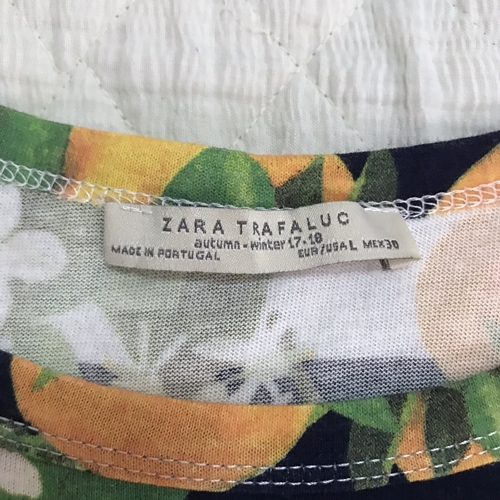 ZARA TRAFALUC
autumn - winter 17-18
MADE IN PORTUGAL EUR/USA L MEX 30